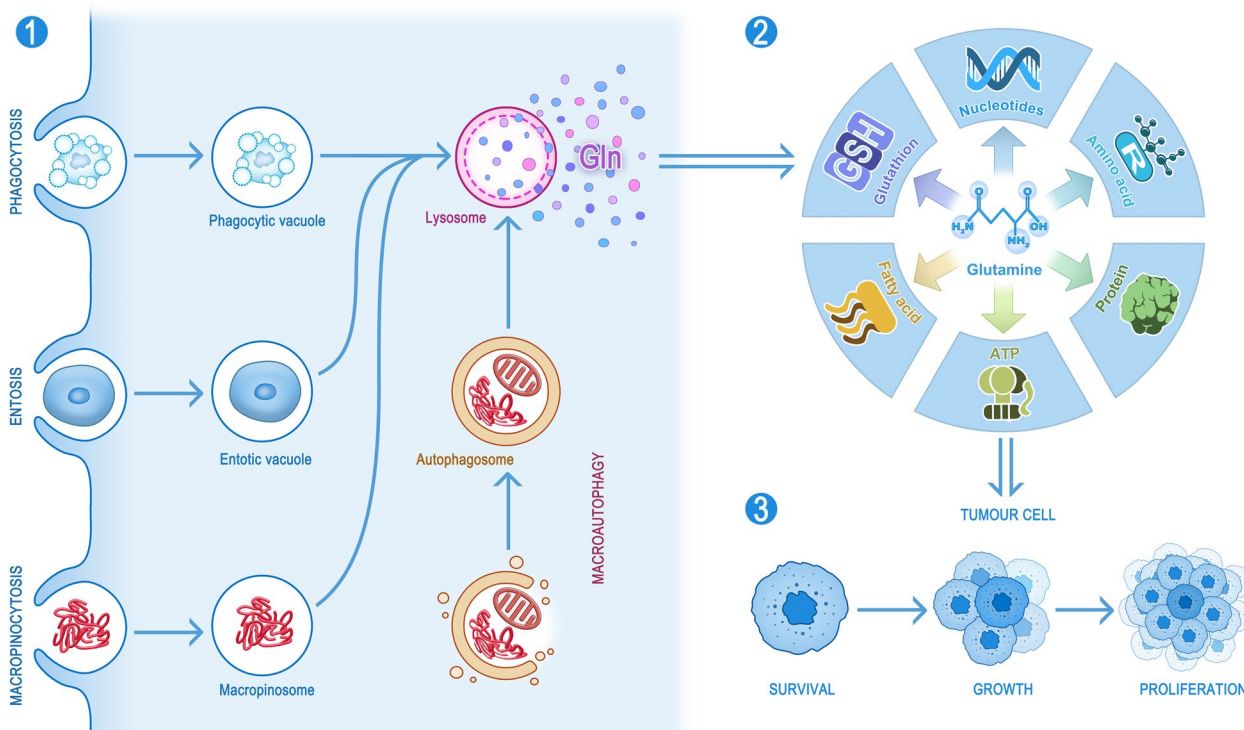 1
PHAGOCYTOSIS
Phagocytic vacuole
Lysosome
Gln
ENTOSIS
Entotic vacuole
Autophagosome
MACROAUTOPHAGY
MACROPINOCYTOSIS
Macropinosome
2
Nucleotides
GSH
Glutathion
R
Amino acid
O
O
H₂N
OH
NH₂
Glutamine
Fatty acid
Protein
ATP
3
TUMOUR CELL
SURVIVAL
GROWTH
PROLIFERATION